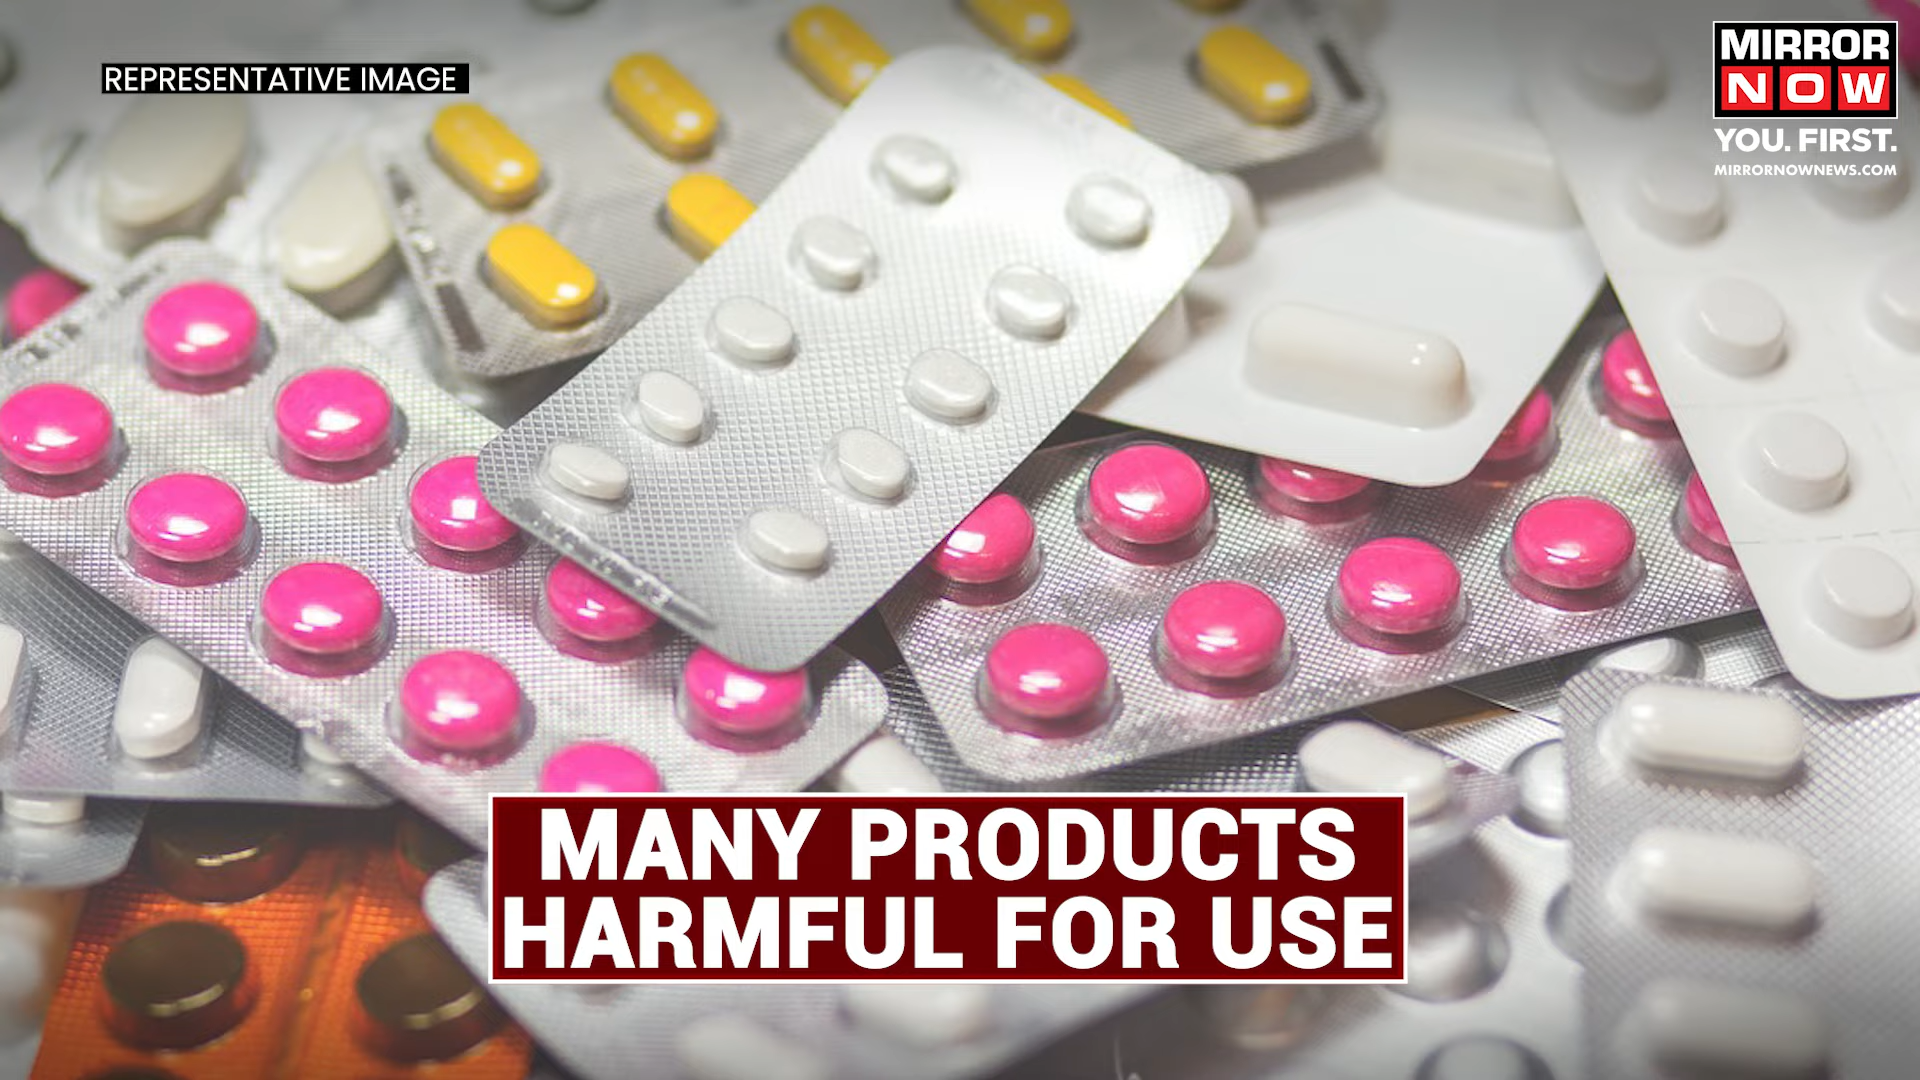 REPRESENTATIVE IMAGE
MIRROR
NOW
YOU. FIRST.
MIRRORNOWNEWS.COM
MANY PRODUCTS
HARMFUL FOR USE